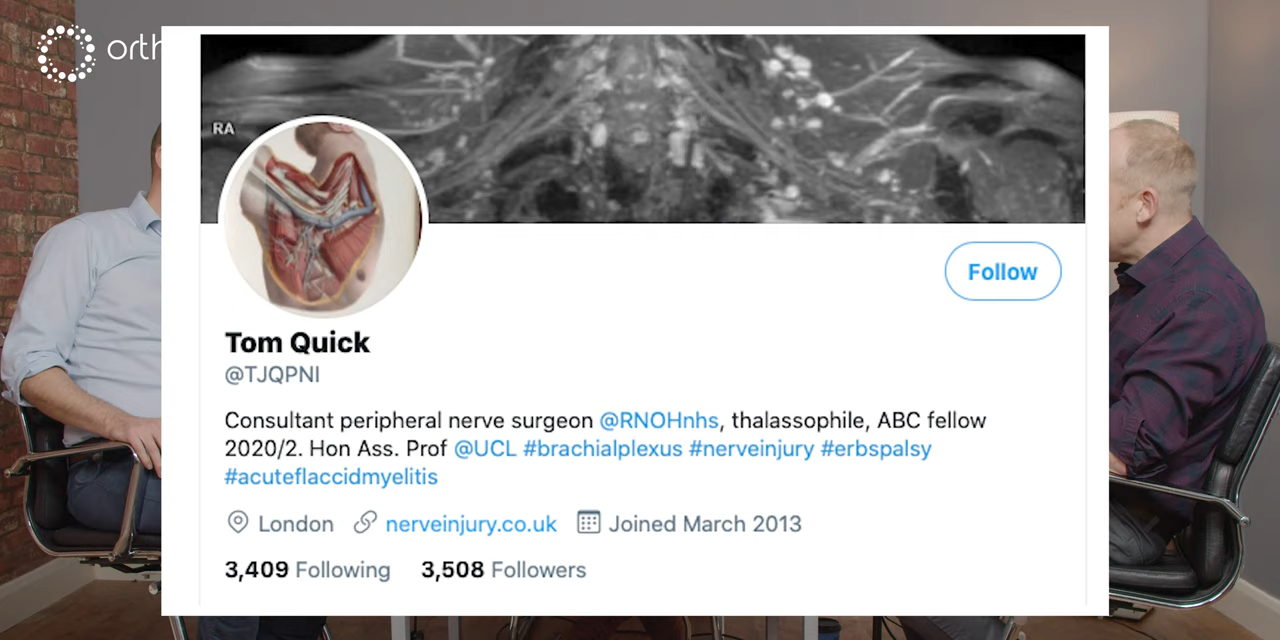 orth
RA
Follow
Tom Quick
@TJQPNI
Consultant peripheral nerve surgeon @RNOHnhs, thalassophile, ABC fellow
2020/2. Hon Ass. Prof @UCL #brachialplexus #nerveinjury #erbspalsy
#acuteflaccidmyelitis
London nerveinjury.co.uk Joined March 2013
3,409 Following 3,508 Followers